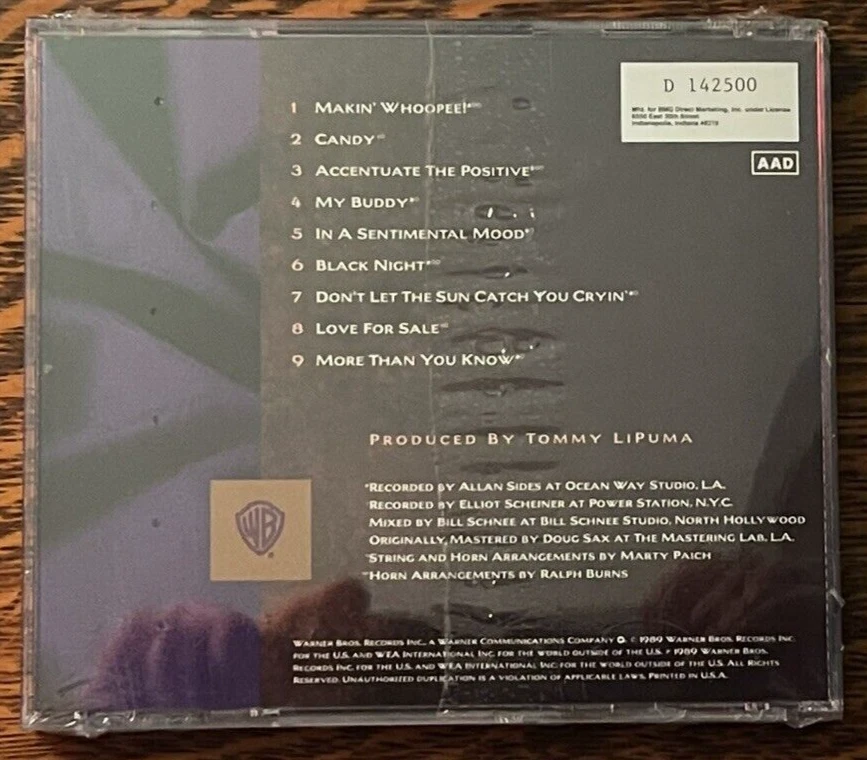 D 142500
Mfd. for BMG Direct Marketing, Inc. under License
6550 East 30th Street
Indianapolis, Indiana 46219
AAD
1 MAKIN' WHOOPEE!*
2 CANDY
3 ACCENTUATE THE POSITIVE*
4 MY BUDDY*
5 IN A SENTIMENTAL MOOD*
6 BLACK NIGHT*
7 DON'T LET THE SUN CATCH YOU CRYIN'*
8 LOVE FOR SALE
9 MORE THAN YOU KNOW*
PRODUCED BY TOMMY LIPUMA
*RECORDED BY ALLAN SIDES AT OCEAN WAY STUDIO, L.A.
RECORDED BY ELLIOT SCHEINER AT POWER STATION, N.Y.C.
MIXED BY BILL SCHNEE AT BILL SCHNEE STUDIO, NORTH HOLLYWOOD
ORIGINALLY MASTERED BY DOUG SAX AT THE MASTERING LAB, L.A.
STRING AND HORN ARRANGEMENTS BY MARTY PAICH
HORN ARRANGEMENTS BY RALPH BURNS
WB
®
WARNER BROS. RECORDS INC., A WARNER COMMUNICATIONS COMPANY © 1989 WARNER BROS. RECORDS INC.
FOR THE U.S. AND WEA INTERNATIONAL INC. FOR THE WORLD OUTSIDE OF THE U.S. ℗ 1989 WARNER BROS.
RECORDS INC. FOR THE U.S. AND WEA INTERNATIONAL INC. FOR THE WORLD OUTSIDE OF THE U.S. ALL RIGHTS
RESERVED. UNAUTHORIZED DUPLICATION IS A VIOLATION OF APPLICABLE LAWS. PRINTED IN U.S.A.